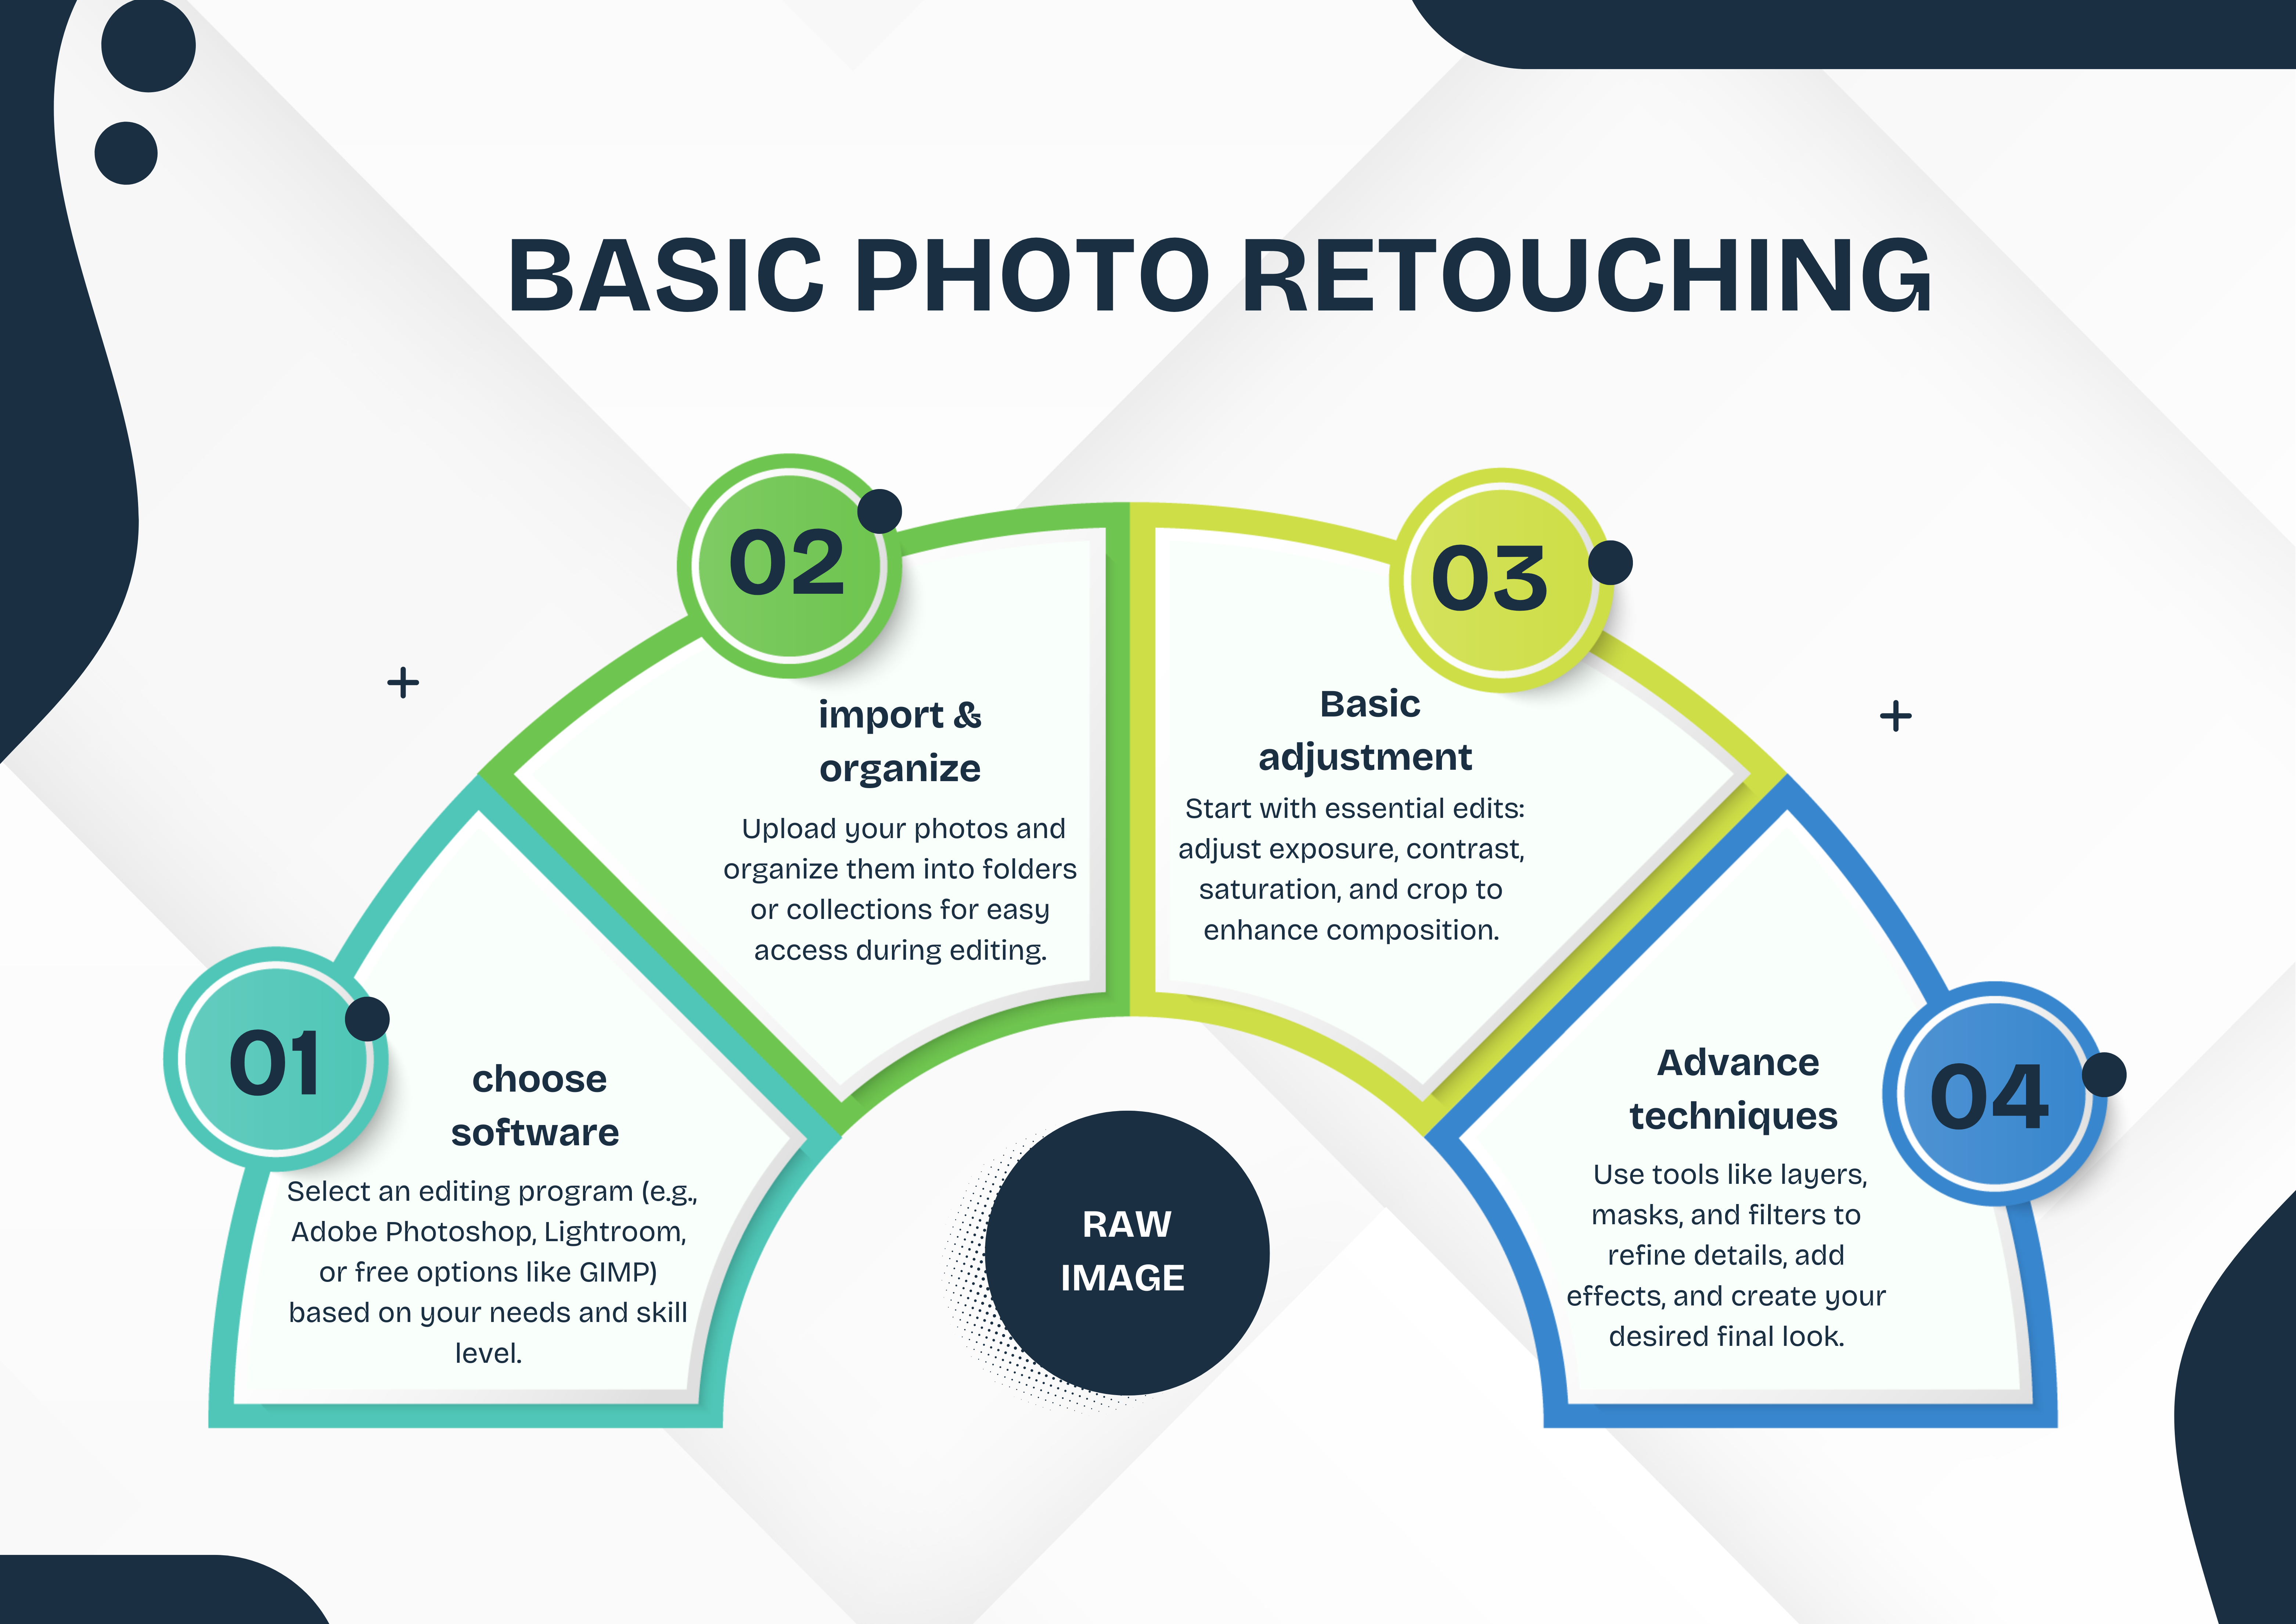 BASIC PHOTO RETOUCHING
01
choose
software
Select an editing program (e.g.,
Adobe Photoshop, Lightroom,
or free options like GIMP)
based on your needs and skill
level.
02
import &
organize
Upload your photos and
organize them into folders
or collections for easy
access during editing.
03
Basic
adjustment
Start with essential edits:
adjust exposure, contrast,
saturation, and crop to
enhance composition.
04
Advance
techniques
Use tools like layers,
masks, and filters to
refine details, add
effects, and create your
desired final look.
RAW
IMAGE